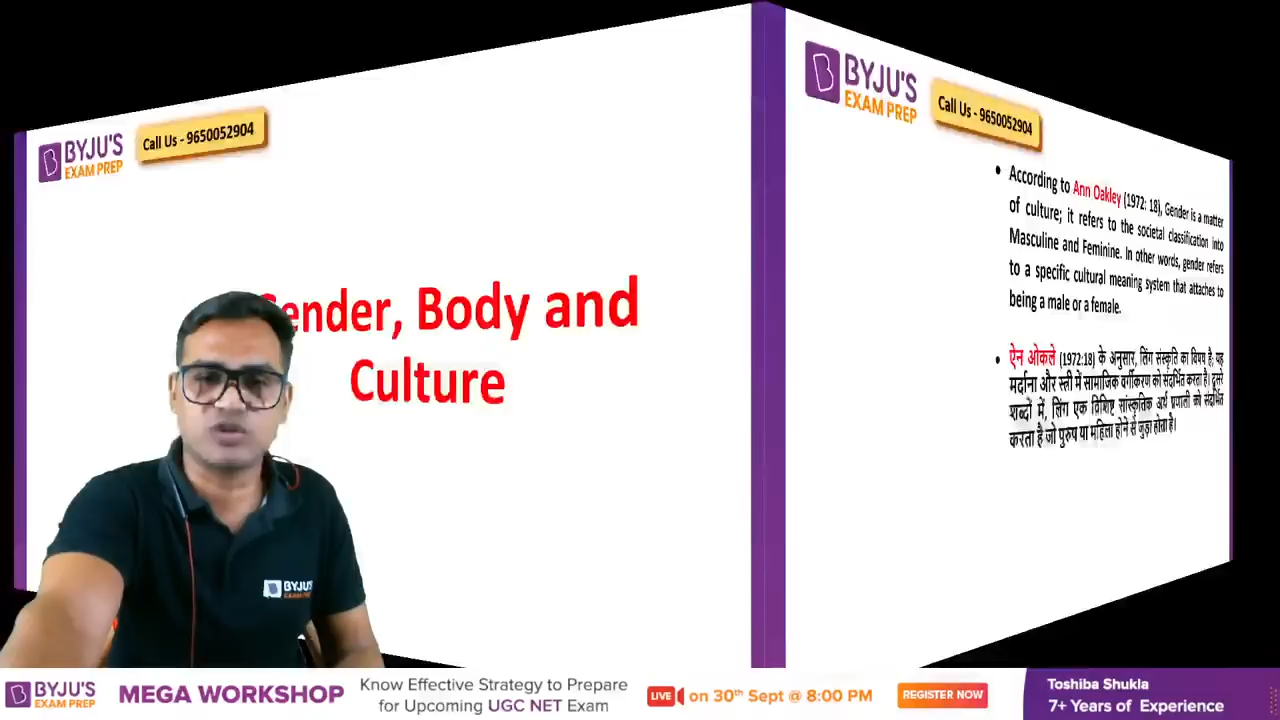 BYJU'S
EXAM PREP
Call Us - 9650052904
Gender, Body and
Culture
BYJU'S
EXAM PREP
Call Us - 9650052904
• According to Ann Oakley (1972: 18), Gender is a matter
of culture; it refers to the societal classification into
Masculine and Feminine. In other words, gender refers
to a specific cultural meaning system that attaches to
being a male or a female.
• ऐन ओकले (1972:18) के अनुसार, लिंग संस्कृति का विषय है; यह
मर्दाना और स्त्री में सामाजिक वर्गीकरण को संदर्भित करता है। दूसरे
शब्दों में, लिंग एक विशिष्ट सांस्कृतिक अर्थ प्रणाली को संदर्भित
करता है जो पुरुष या महिला होने से जुड़ा होता है।
BYJU'S
EXAM PREP
BYJU'S
EXAM PREP
MEGA WORKSHOP
Know Effective Strategy to Prepare
for Upcoming UGC NET Exam
LIVE on 30th Sept @ 8:00 PM
REGISTER NOW
Toshiba Shukla
7+ Years of Experience